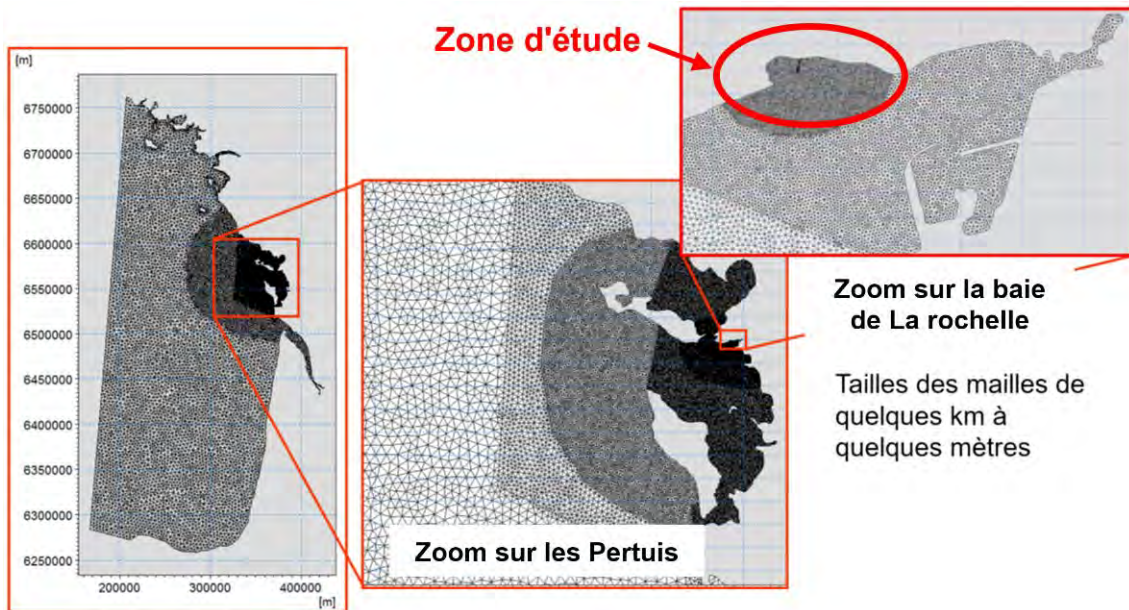 Zone d'étude
[m]
6750000
6700000
6650000
6600000
6550000
6500000
6450000
6400000
6350000
6300000
6250000
200000
300000
400000
[m]
Zoom sur les Pertuis
Zoom sur la baie
de La rochelle
Tailles des mailles de
quelques km à
quelques mètres